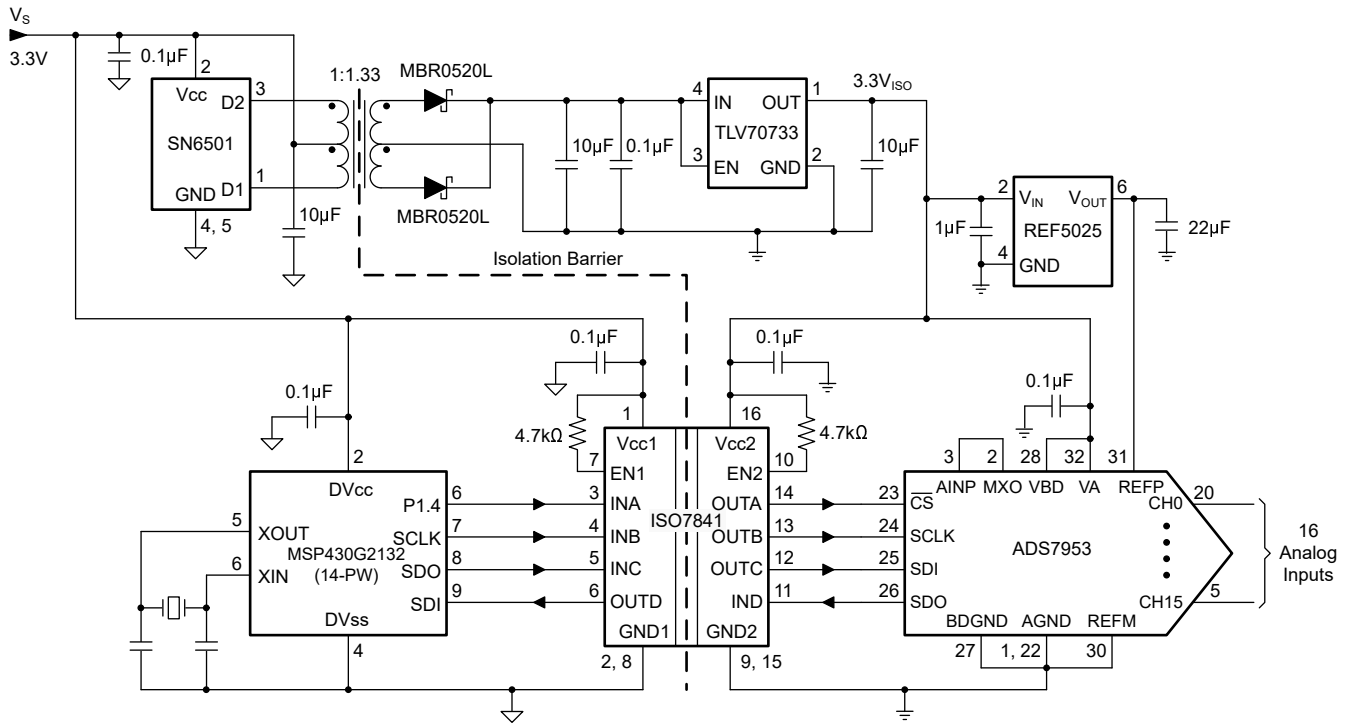 VS
3.3V
0.1µF
2
Vcc
D2
3
SN6501
GND
D1
1
4, 5
10µF
1:1.33
MBR0520L
MBR0520L
10µF
0.1µF
4
IN
OUT
1
TLV70733
3
EN
GND
2
3.3VISO
10µF
2
VIN
VOUT
6
REF5025
1µF
4
GND
22µF
Isolation Barrier
0.1µF
0.1µF
0.1µF
0.1µF
4.7kΩ
4.7kΩ
1
16
Vcc1
Vcc2
7
EN1
EN2
10
3
INA
OUTA
14
4
INB
OUTB
13
ISO7841
5
INC
OUTC
12
6
OUTD
IND
11
GND1
GND2
2, 8
9, 15
2
DVcc
5
XOUT
P1.4
6
MSP430G2132
(14-PW)
SCLK
7
6
XIN
SDO
8
SDI
9
DVss
4
3
2
28
32
31
AINP
MXO
VBD
VA
REFP
23
CS
24
SCLK
25
SDI
26
SDO
ADS7953
CH0
20
CH15
5
16
Analog
Inputs
BDGND
AGND
REFM
27
1, 22
30